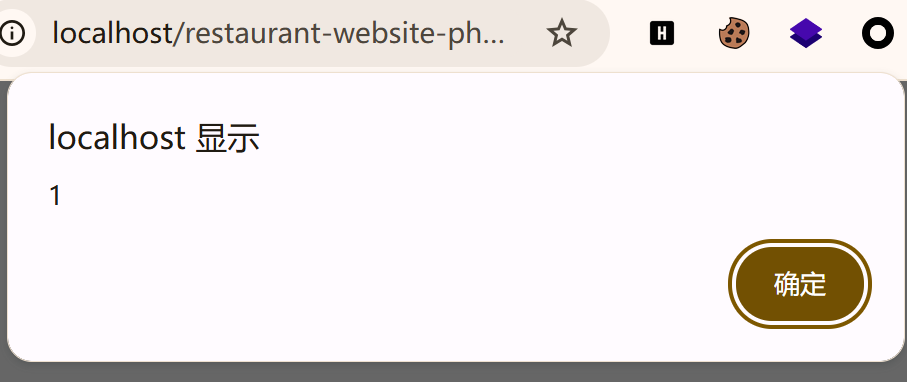 localhost/restaurant-website-ph...
H
localhost 显示
1
确定